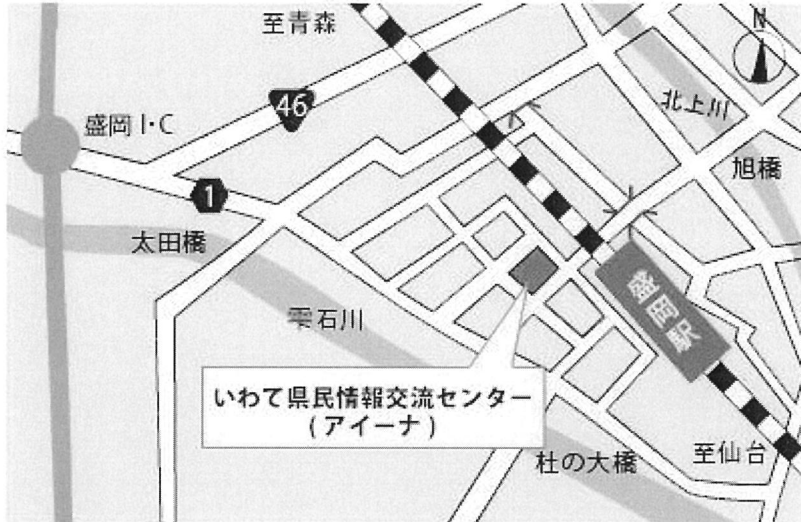 至青森
N
46
盛岡I・C
北上川
1
旭橋
太田橋
盛岡駅
雫石川
いわて県民情報交流センター
(アイーナ)
杜の大橋
至仙台